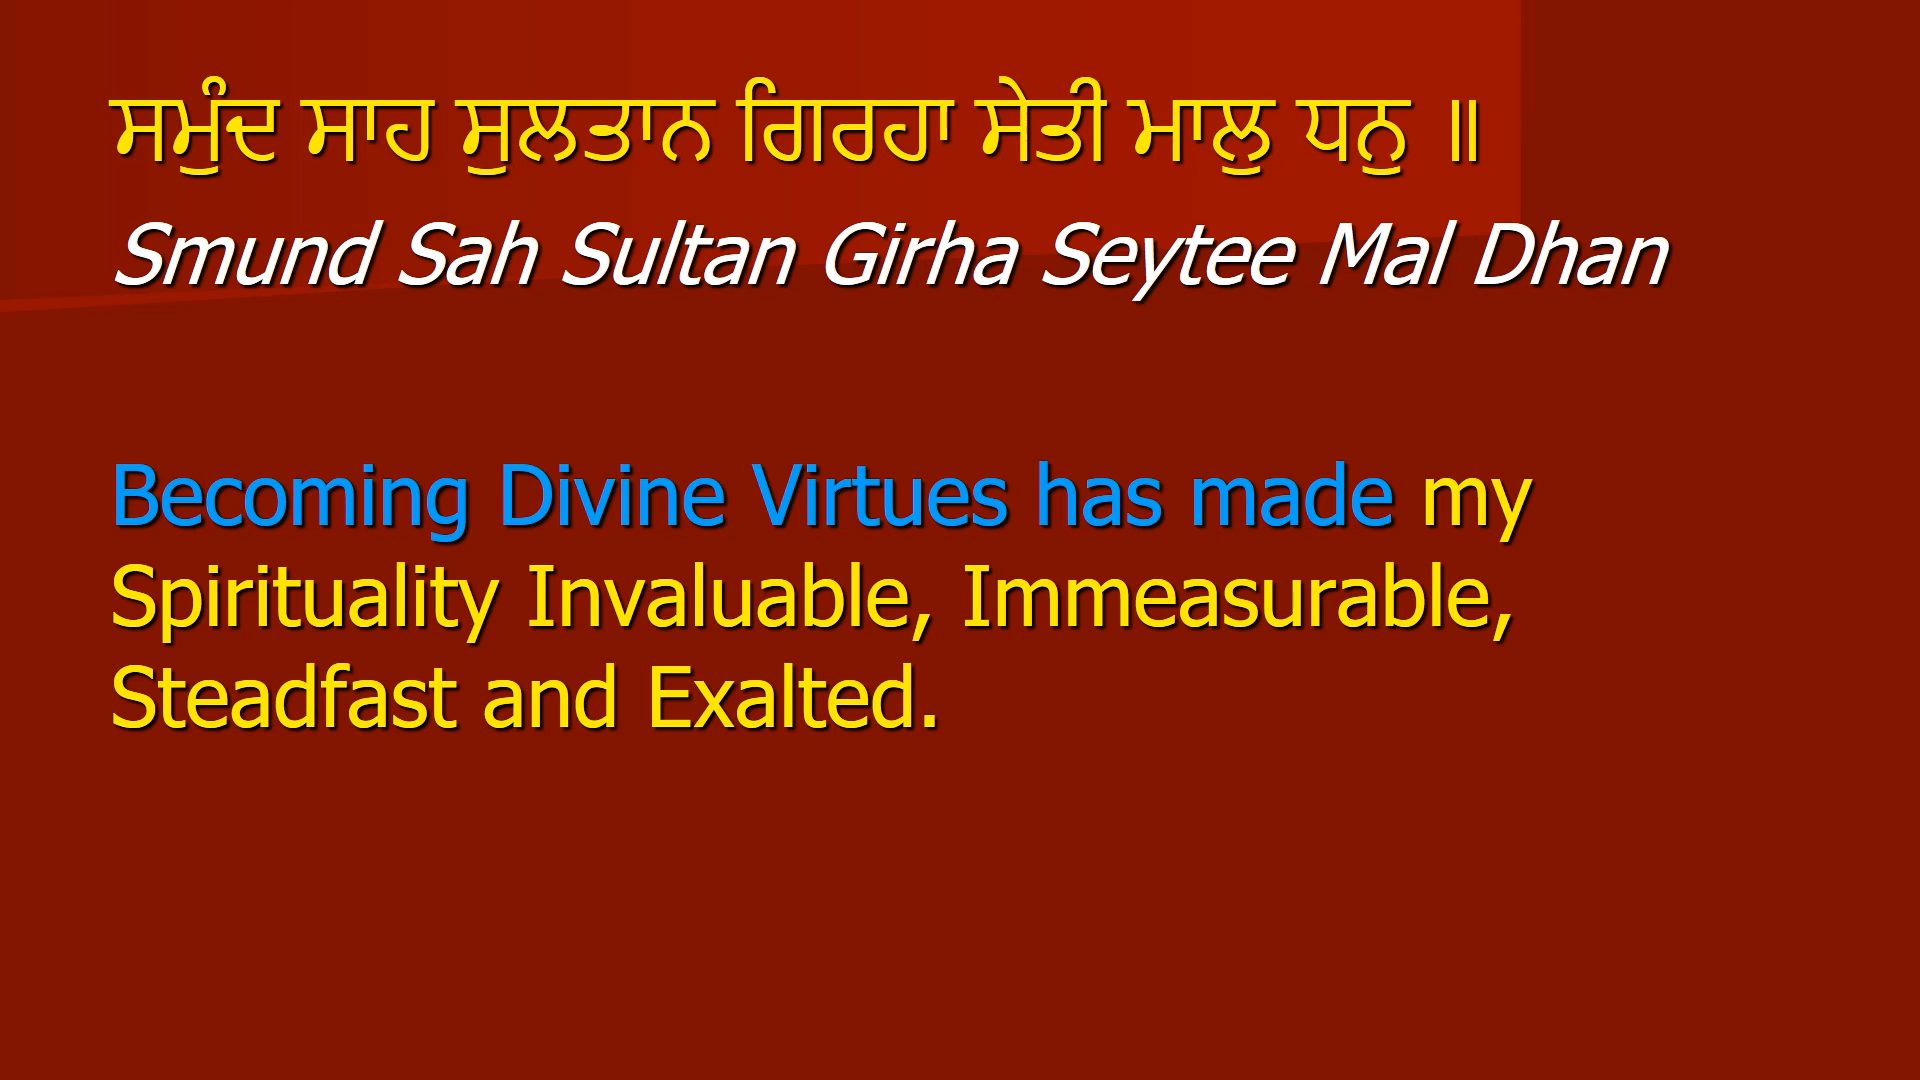 ਸਮੁੰਦ ਸਾਹ ਸੁਲਤਾਨ ਗਿਰਹਾ ਸੇਤੀ ਮਾਲੁ ਧਨੁ ॥
Smund Sah Sultan Girha Seytee Mal Dhan
Becoming Divine Virtues has made my
Spirituality Invaluable, Immeasurable,
Steadfast and Exalted.